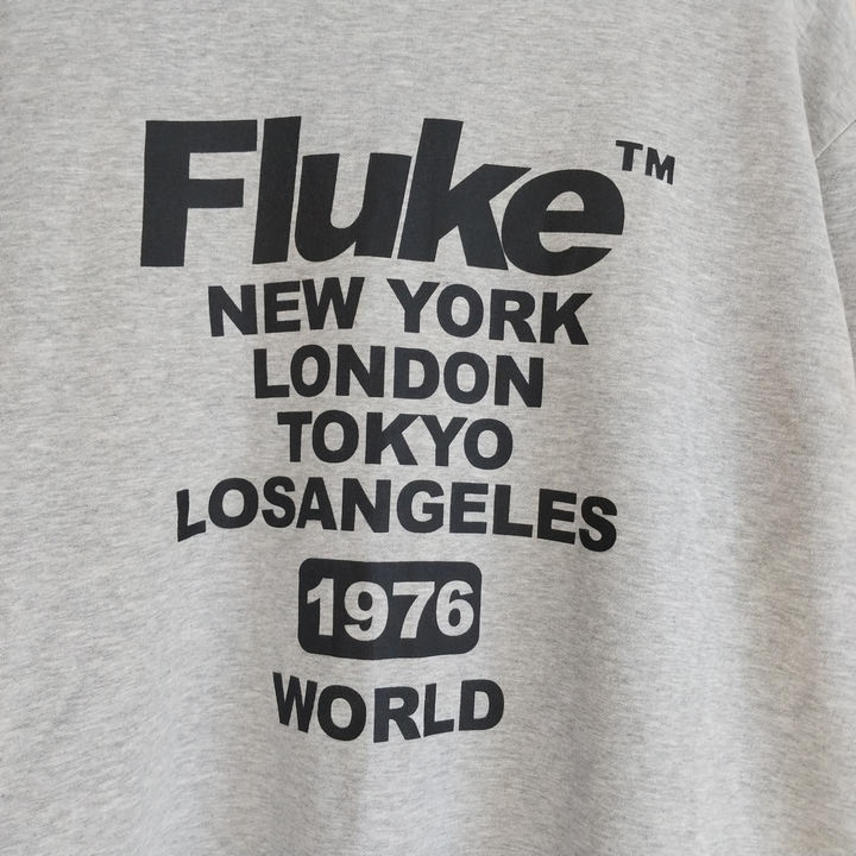 Fluke™
NEW YORK
LONDON
TOKYO
LOSANGELES
1976
WORLD